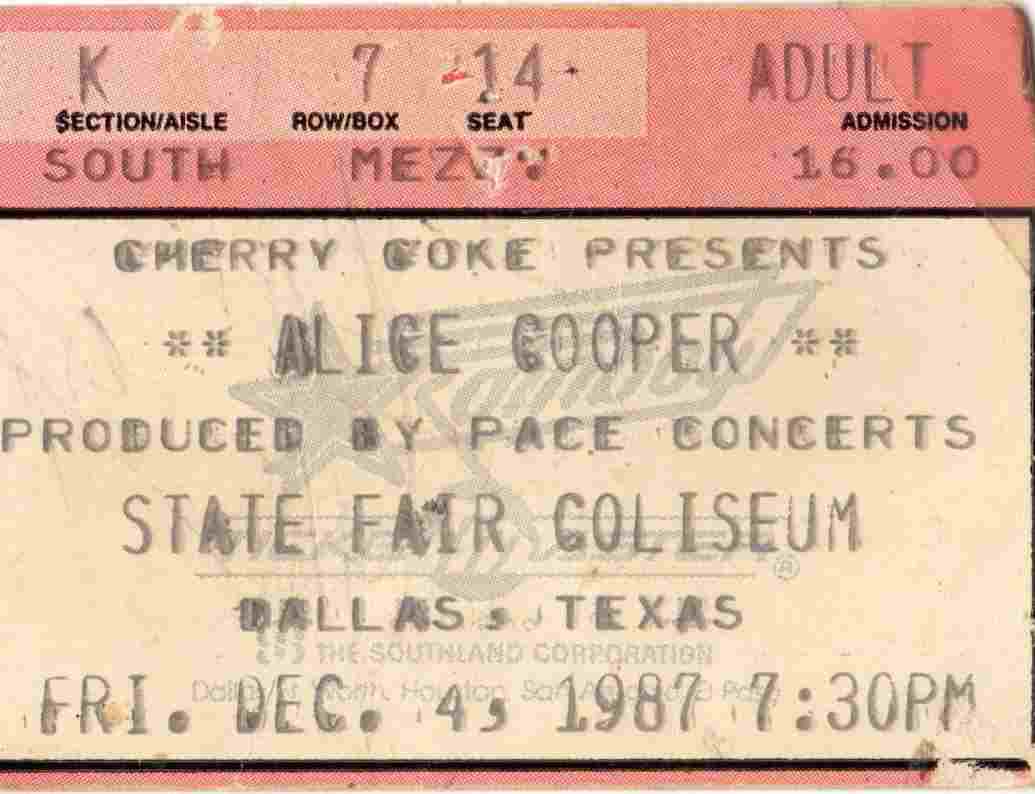 K 7 14 ADULT
SECTION/AISLE ROW/BOX SEAT ADMISSION
SOUTH MEZZ 16.00
CHERRY COKE PRESENTS
** ALICE COOPER **
PRODUCED BY PACE CONCERTS
STATE FAIR COLISEUM
®
DALLAS, TEXAS
THE SOUTHLAND CORPORATION
FRI. DEC. 4, 1987 7:30PM